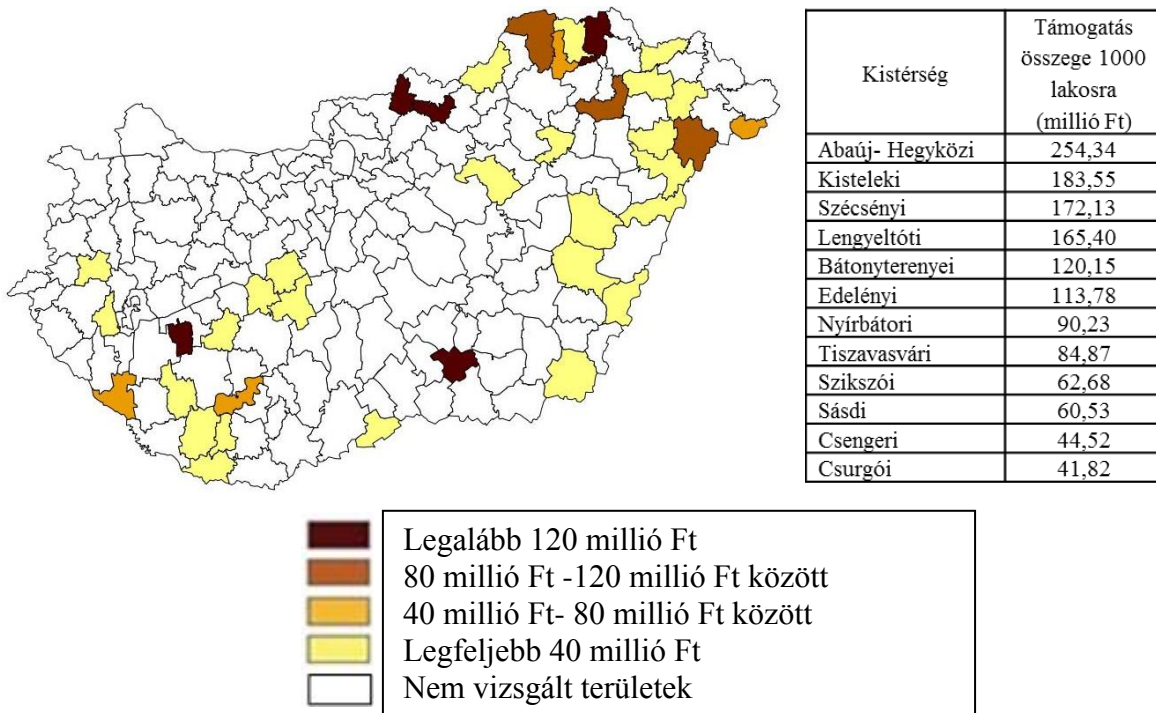 Kistérség
Támogatás
összege 1000
lakosra
(millió Ft)
Abaúj- Hegyközi 254,34
Kisteleki 183,55
Szécsényi 172,13
Lengyeltóti 165,40
Bátonyterenyei 120,15
Edelényi 113,78
Nyírbátori 90,23
Tiszavasvári 84,87
Szikszói 62,68
Sásdi 60,53
Csengeri 44,52
Csurgói 41,82
Legalább 120 millió Ft
80 millió Ft -120 millió Ft között
40 millió Ft- 80 millió Ft között
Legfeljebb 40 millió Ft
Nem vizsgált területek